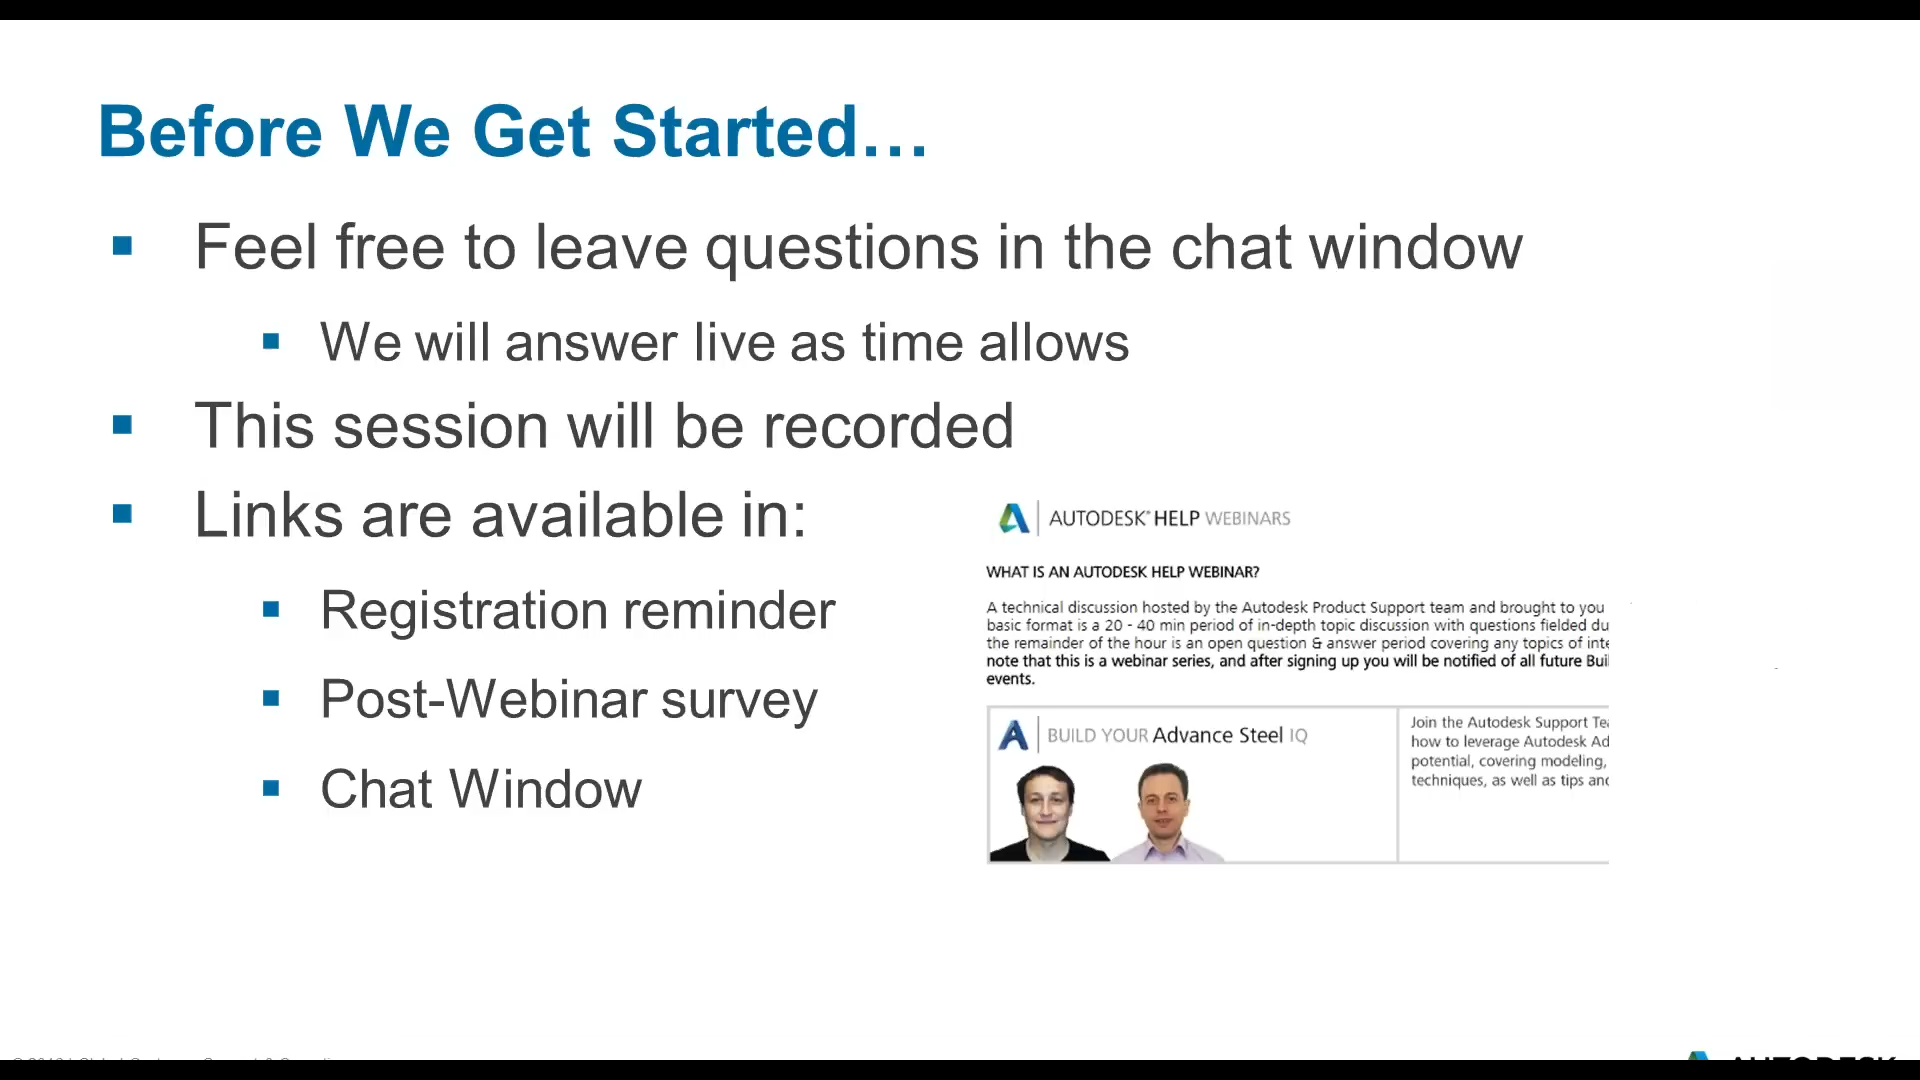 Before We Get Started…
Feel free to leave questions in the chat window
We will answer live as time allows
This session will be recorded
Links are available in:
Registration reminder
Post-Webinar survey
Chat Window
AUTODESK® HELP WEBINARS
WHAT IS AN AUTODESK HELP WEBINAR?
A technical discussion hosted by the Autodesk Product Support team and brought to you
basic format is a 20 - 40 min period of in-depth topic discussion with questions fielded du
the remainder of the hour is an open question & answer period covering any topics of inte
note that this is a webinar series, and after signing up you will be notified of all future Bui
events.
BUILD YOUR Advance Steel IQ
Join the Autodesk Support Te
how to leverage Autodesk Ad
potential, covering modeling,
techniques, as well as tips and
AUTODESK